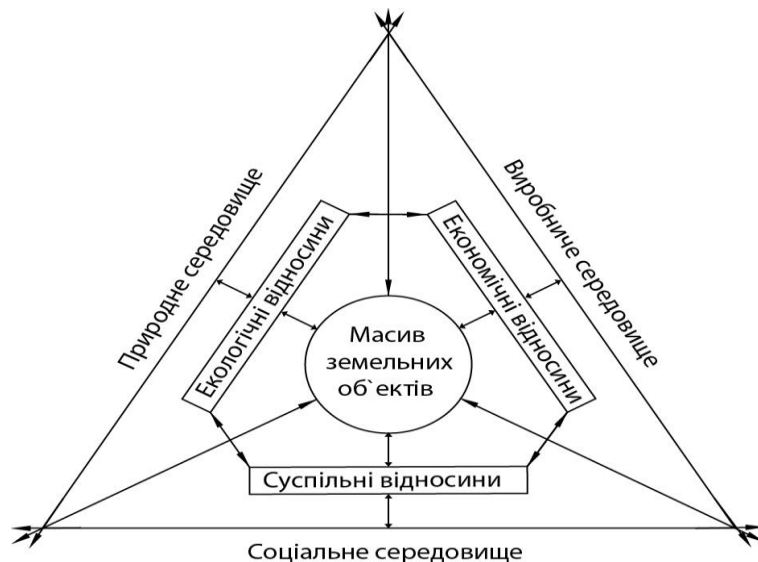 Природне середовище
Виробниче середовище
Екологічні відносини
Економічні відносини
Масив
земельних
об`єктів
Суспільні відносини
Соціальне середовище